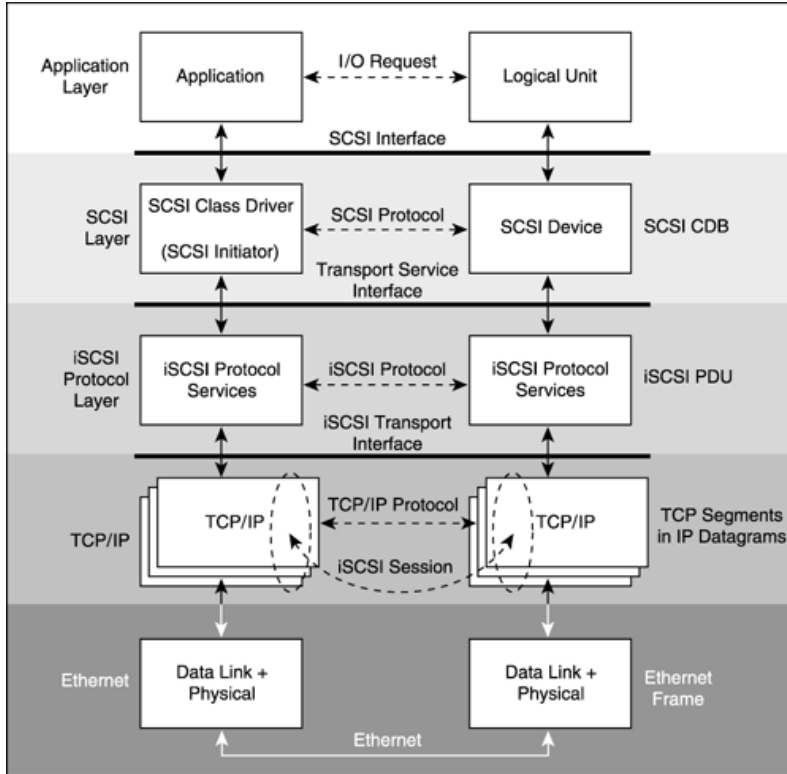 Application
Layer
Application
I/O Request
Logical Unit
SCSI Interface
SCSI
Layer
SCSI Class Driver
(SCSI Initiator)
SCSI Protocol
SCSI Device
SCSI CDB
Transport Service
Interface
iSCSI
Protocol
Layer
iSCSI Protocol
Services
iSCSI Protocol
iSCSI Protocol
Services
iSCSI PDU
iSCSI Transport
Interface
TCP/IP
TCP/IP
TCP/IP Protocol
iSCSI Session
TCP/IP
TCP Segments
in IP Datagrams
Ethernet
Data Link +
Physical
Data Link +
Physical
Ethernet
Frame
Ethernet